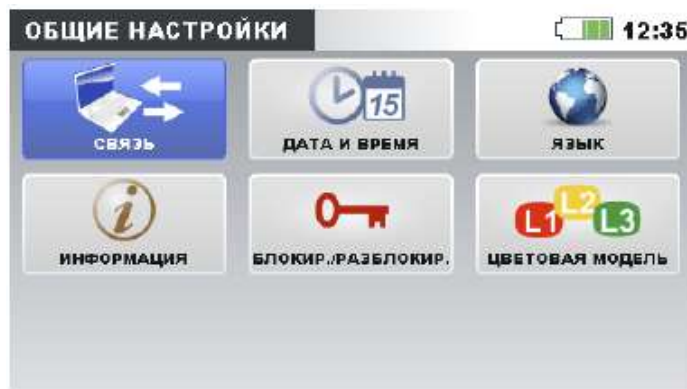 ОБЩИЕ НАСТРОЙКИ
12:35
СВЯЗЬ
15
ДАТА И ВРЕМЯ
ЯЗЫК
i
ИНФОРМАЦИЯ
БЛОКИР./РАЗБЛОКИР.
L1 L2 L3
ЦВЕТОВАЯ МОДЕЛЬ